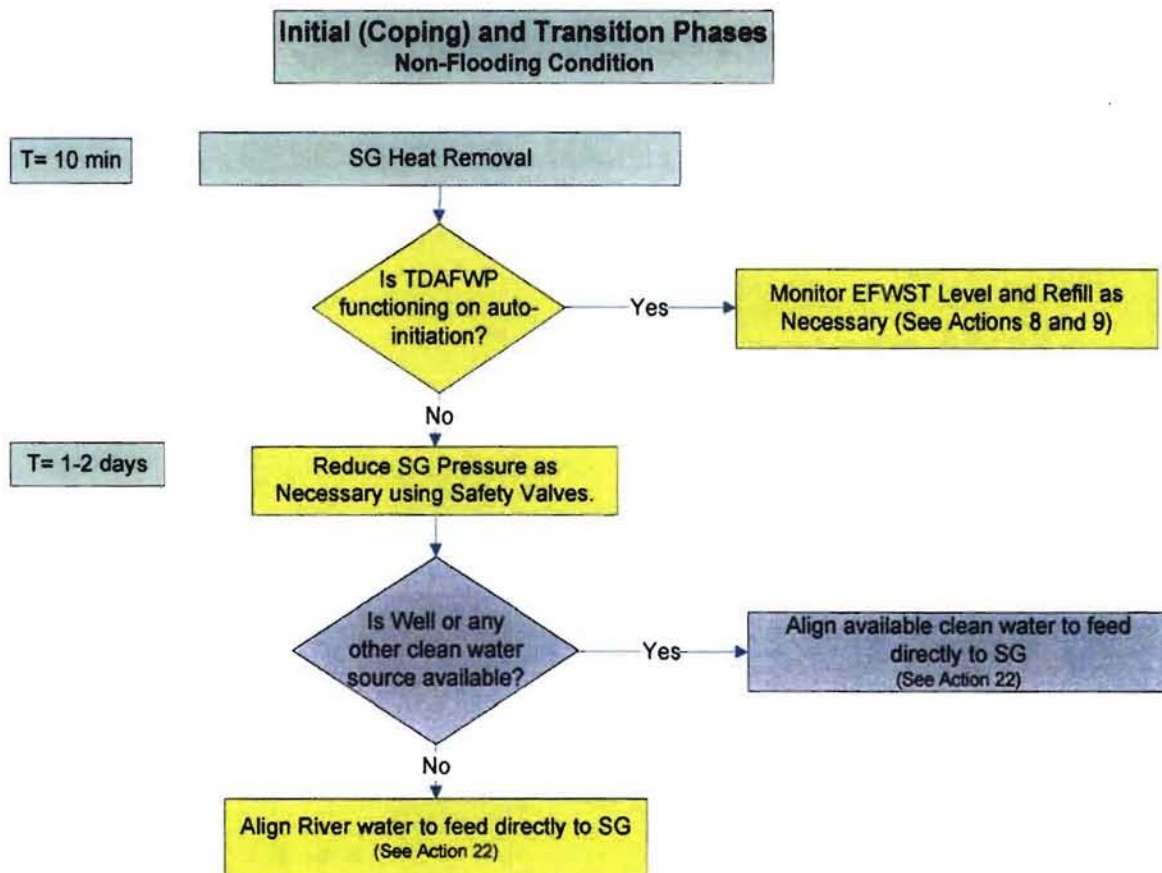 Initial (Coping) and Transition Phases
Non-Flooding Condition
T= 10 min
SG Heat Removal
Is TDAFWP
functioning on auto-
initiation?
Yes
Monitor EFWST Level and Refill as
Necessary (See Actions 8 and 9)
No
T= 1-2 days
Reduce SG Pressure as
Necessary using Safety Valves.
Is Well or any
other clean water
source available?
Yes
Align available clean water to feed
directly to SG
(See Action 22)
No
Align River water to feed directly to SG
(See Action 22)